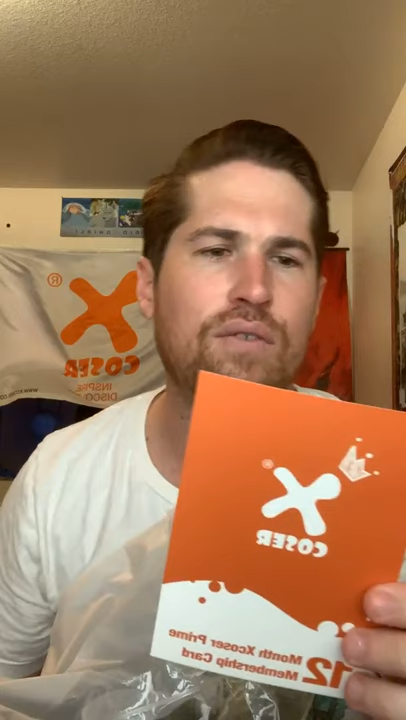 ®
X
COSER
INSPIRE
®
X
COSER
12 Month Xcoser Prime
Membership Card